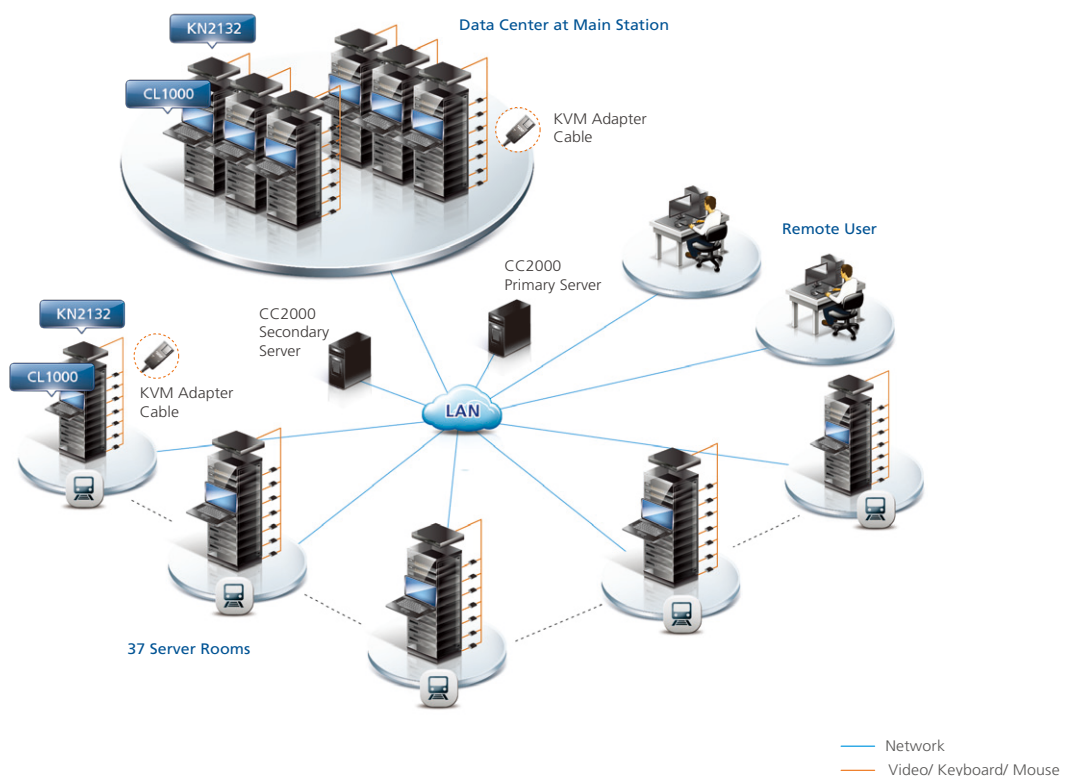 KN2132
Data Center at Main Station
CL1000
KVM Adapter
Cable
Remote User
CC2000
Primary Server
CC2000
Secondary
Server
KN2132
CL1000
KVM Adapter
Cable
LAN
37 Server Rooms
Network
Video/ Keyboard/ Mouse